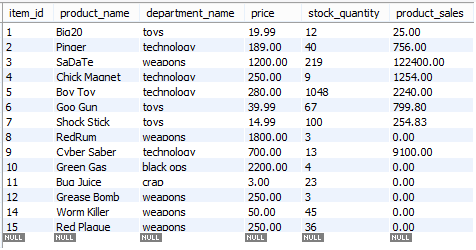 item_id product_name department_name price stock_quantity product_sales
1 Big20 toys 19.99 12 25.00
2 Pinger technology 189.00 40 756.00
3 SaDaTe weapons 1200.00 219 122400.00
4 Chick Magnet technology 250.00 9 1254.00
5 Boy Toy technology 280.00 1048 2240.00
6 Goo Gun toys 39.99 67 799.80
7 Shock Stick toys 14.99 100 254.83
8 RedRum weapons 1800.00 3 0.00
9 Cyber Saber technology 700.00 13 9100.00
10 Green Gas black ops 2200.00 4 0.00
11 Bug Juice crap 3.00 23 0.00
12 Grease Bomb weapons 250.00 3 0.00
14 Worm Killer weapons 50.00 45 0.00
15 Red Plague weapons 250.00 36 0.00
NULL NULL NULL NULL NULL NULL